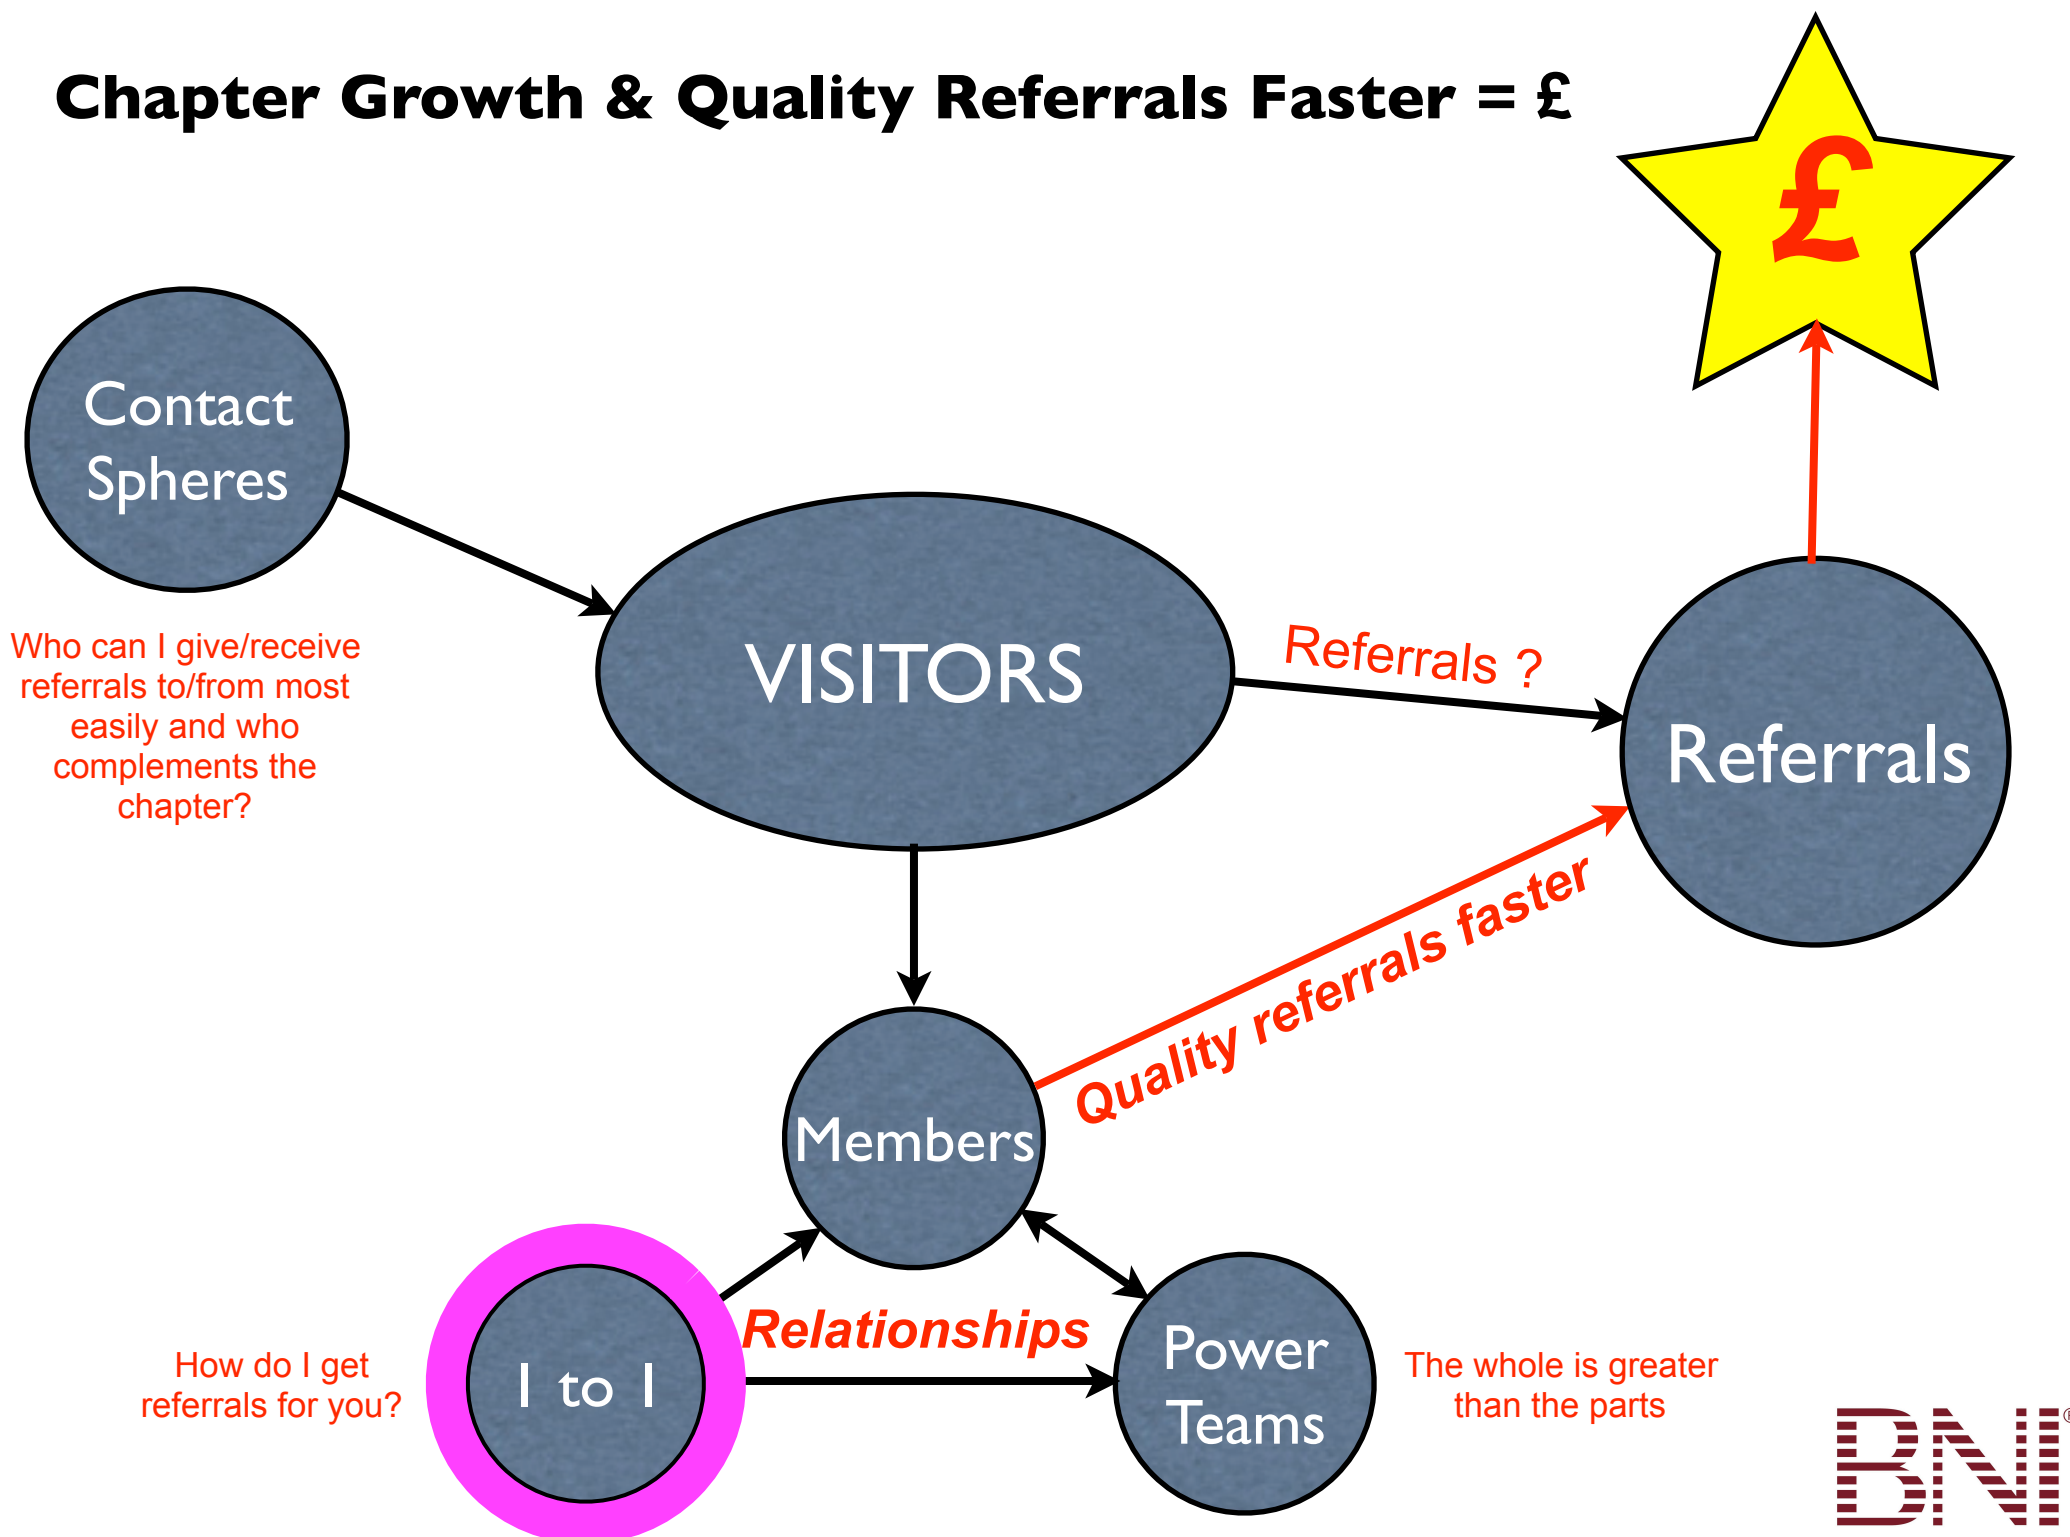 Chapter Growth & Quality Referrals Faster = £
£
Contact
Spheres
Who can I give/receive
referrals to/from most
easily and who
complements the
chapter?
VISITORS
Referrals ?
Referrals
Quality referrals faster
Members
Relationships
How do I get
referrals for you?
1 to 1
Power
Teams
The whole is greater
than the parts
BNI®